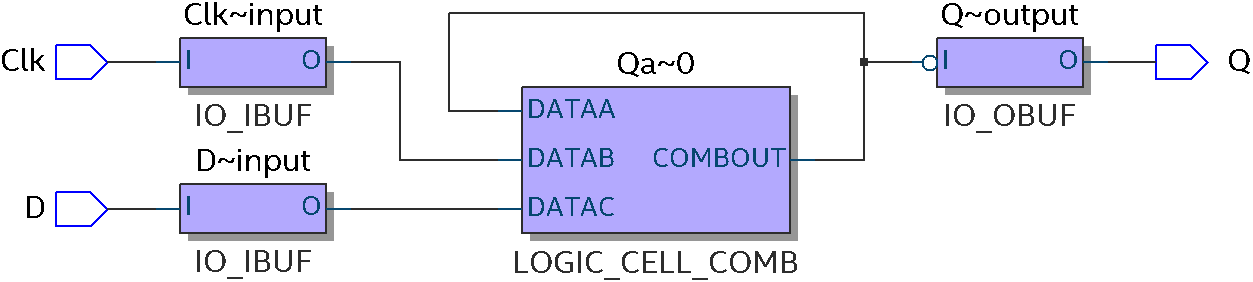 Clk~input
Q~output
Clk
I
O
I
O
Q
Qa~0
IO_IBUF
DATAA
IO_OBUF
D~input
DATAB
COMBOUT
D
I
O
DATAC
IO_IBUF
LOGIC_CELL_COMB